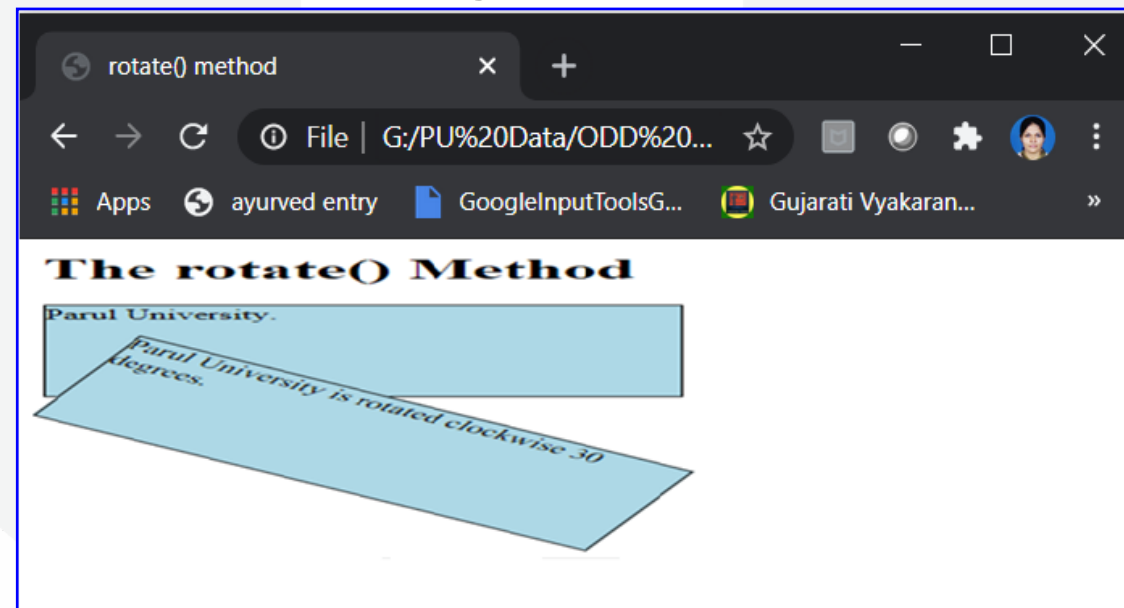 rotate() method
File | G:/PU%20Data/ODD%20...
Apps ayurved entry GoogleInputToolsG... Gujarati Vyakaran... »
The rotate() Method
Parul University.
Parul University is rotated clockwise 30
degrees.